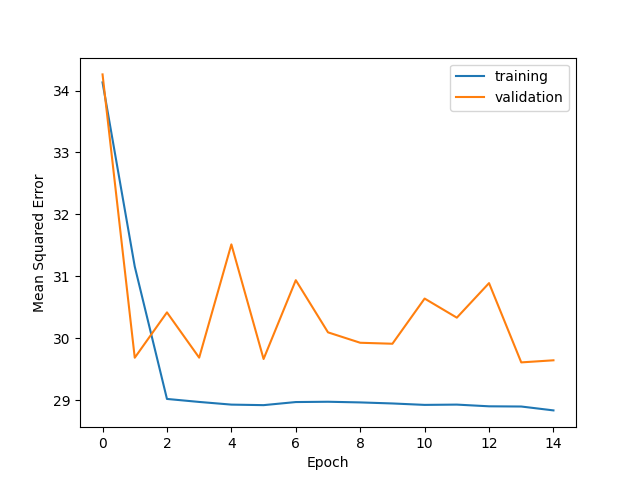 training
validation
34
33
32
31
30
29
Mean Squared Error
0 2 4 6 8 10 12 14
Epoch